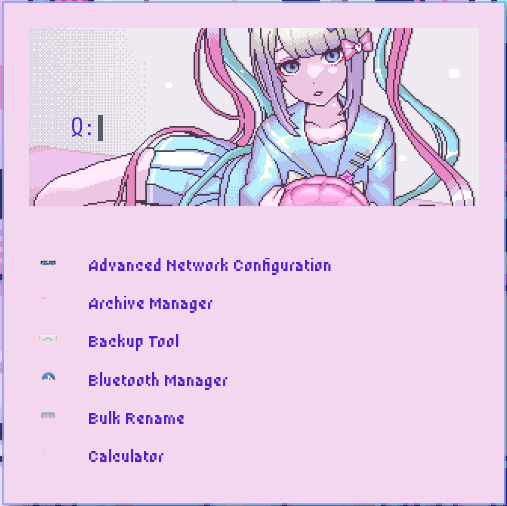 Q:
Advanced Network Configuration
Archive Manager
Backup Tool
Bluetooth Manager
Bulk Rename
Calculator